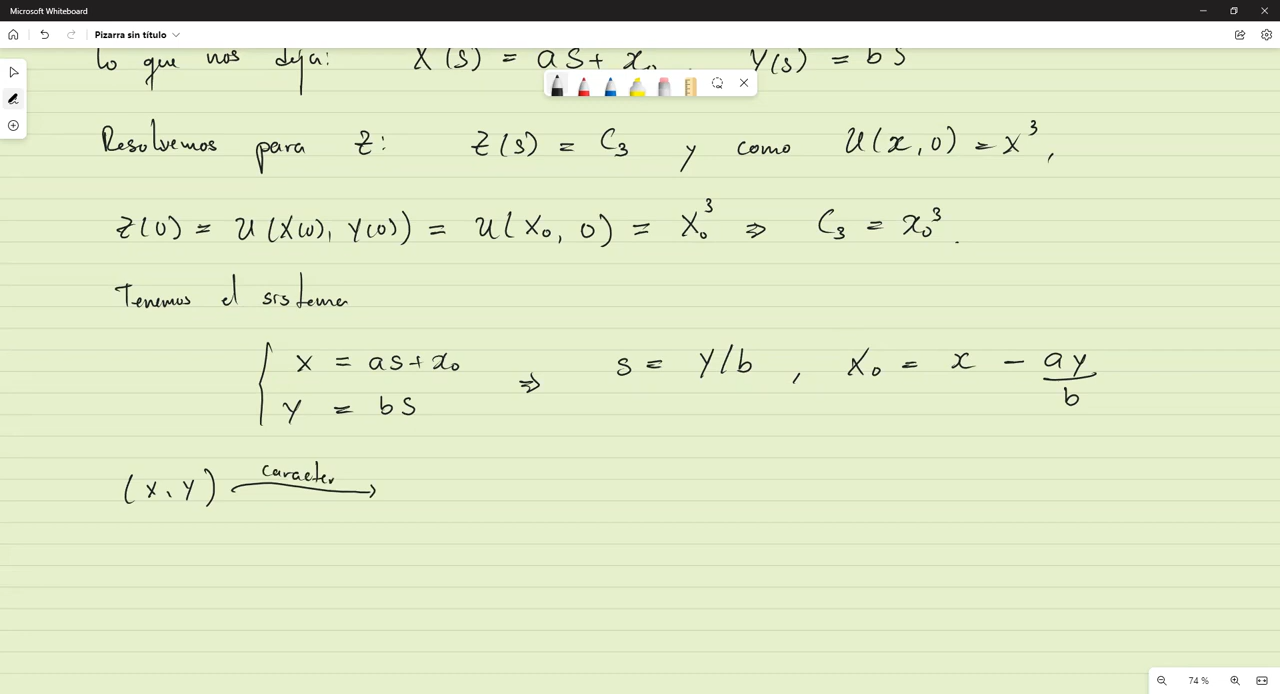 Microsoft Whiteboard
Pizarra sin título
lo que nos deja: X(s) = as + x₀, Y(s) = bs
Resolvemos para Z: Z(s) = C₃ y como U(x, 0) = x³,
Z(0) = U(X(0), Y(0)) = U(X₀, 0) = X₀³ ⇒ C₃ = x₀³.
Tenemos el sistema
x = as + x₀ ⇒ s = y/b, x₀ = x - ay/b
y = bs
(x, y) caracter →
74 %